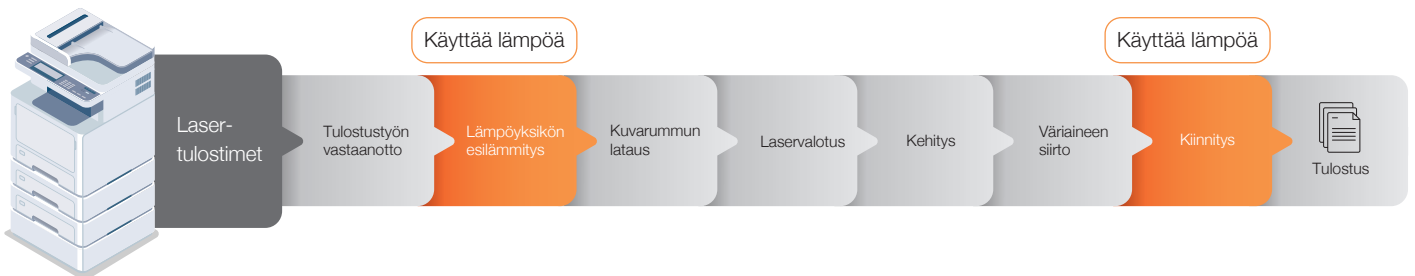 Käyttää lämpöä
Käyttää lämpöä
Laser-
tulostimet
Tulostustyön
vastaanotto
Lämpöyksikön
esilämmitys
Kuvarummun
lataus
Laservalotus
Kehitys
Väriaineen
siirto
Kiinnitys
Tulostus